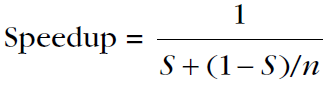 Speedup = 1 / S + (1 – S)/n